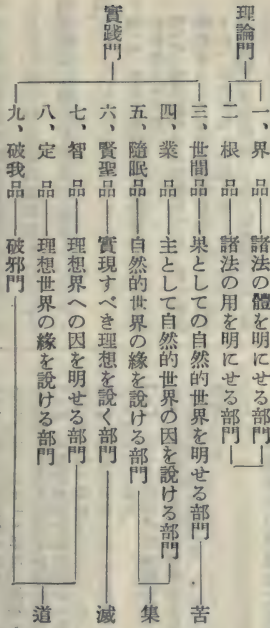 理論門
一、界品 諸法の體を明にせる部門
二、根品 諸法の用を明にせる部門
實踐門
三、世間品 果としての自然的世界を明せる部門 苦
四、業品 主として自然的世界の因を說ける部門
五、隨眠品 自然的世界の緣を說ける部門
集
六、賢聖品 實現すべき理想を說く部門 滅
七、智品 理想界への因を明せる部門
八、定品 理想世界の緣を說ける部門
道
九、破我品 破邪門